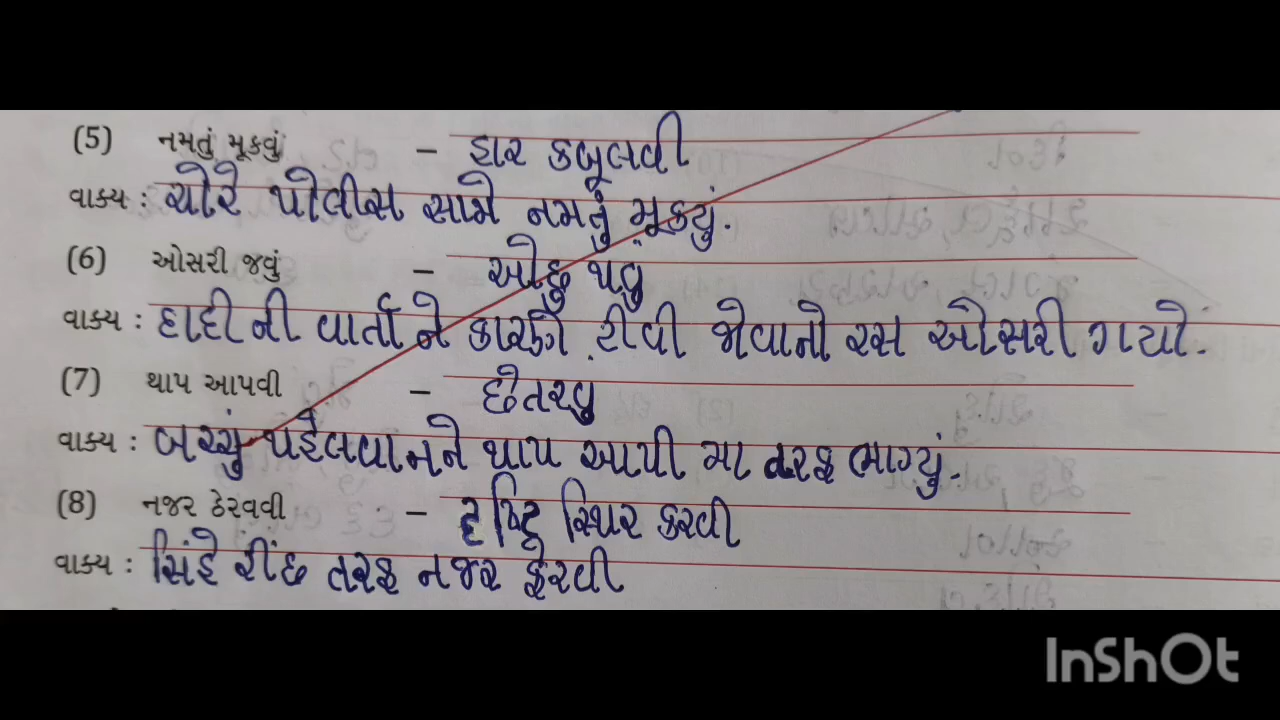 (5) નમતું મૂકવું - હાર કબૂલવી
વાક્ય : ચોરે પોલીસ સામે નમતું મૂક્યું.
(6) ઓસરી જવું - ઓછુ થવુ
વાક્ય : દાદી ની વાર્તા ને કારણે ટીવી જોવાનો રસ ઓસરી ગયો.
(7) થાપ આપવી - છેતરવુ
વાક્ય : બચ્ચું પહેલવાનને થાપ આપી મા તરફ ભાગ્યું.
(8) નજર ઠેરવવી - દૃષ્ટિ સ્થિર કરવી
વાક્ય : સિંહે રીંછ તરફ નજર ફેરવી
InShOt